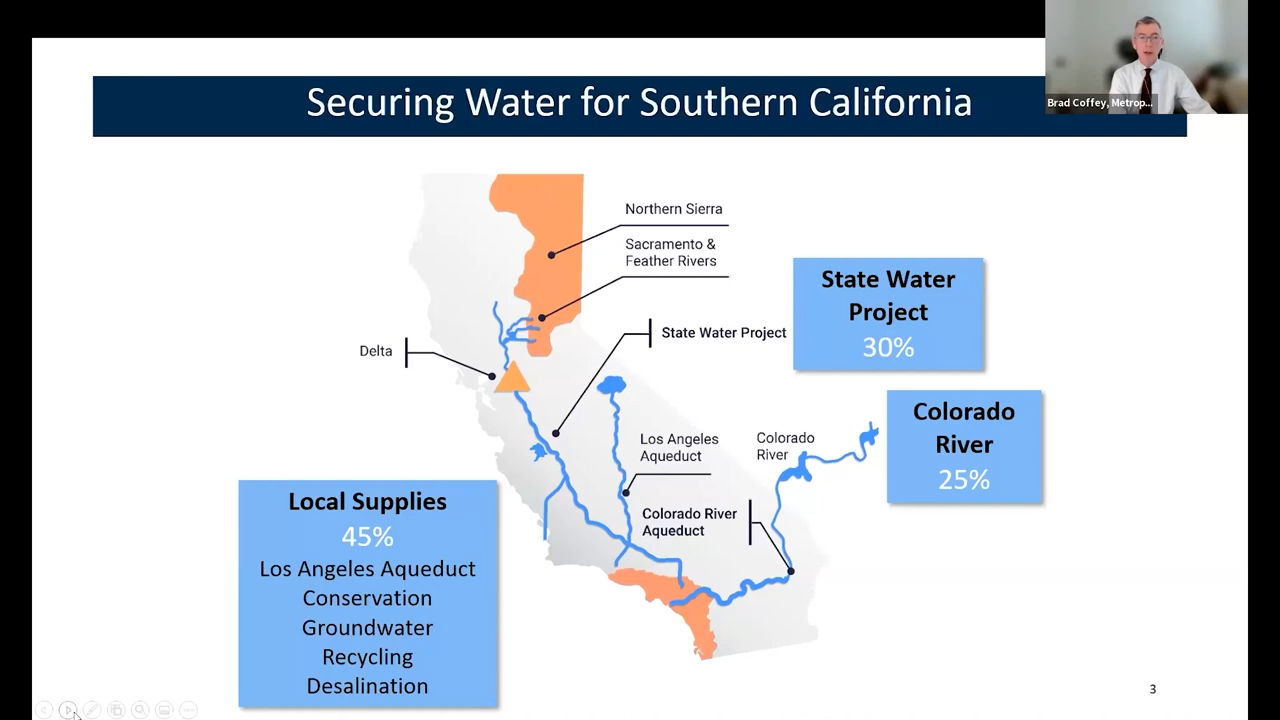 Securing Water for Southern California
Brad Coffey, Metrop...
Northern Sierra
Sacramento &
Feather Rivers
State Water
Project
30%
State Water Project
Delta
Colorado
River
25%
Los Angeles
Aqueduct
Colorado
River
Colorado River
Aqueduct
Local Supplies
45%
Los Angeles Aqueduct
Conservation
Groundwater
Recycling
Desalination
3